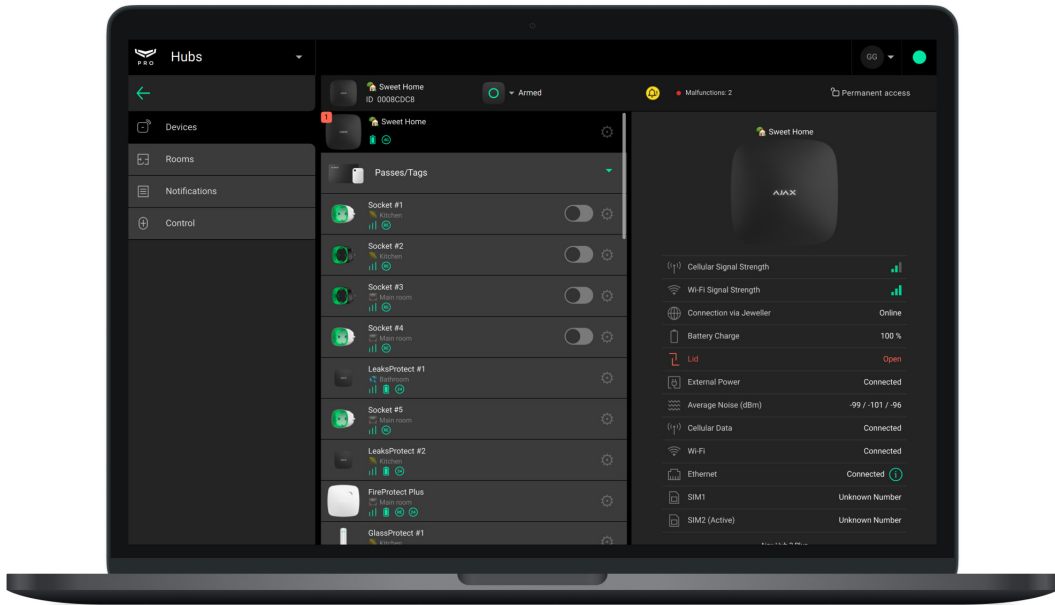 PRO
Hubs
GG
Sweet Home
ID 0008CDC8
Armed
Malfunctions: 2
Permanent access
Devices
Rooms
Notifications
Control
1
Sweet Home
Passes/Tags
Socket #1
Kitchen
Socket #2
Kitchen
Socket #3
Main room
Socket #4
Main room
LeaksProtect #1
Bathroom
24
Socket #5
Main room
LeaksProtect #2
Kitchen
24
FireProtect Plus
Main room
24
GlassProtect #1
Kitchen
Sweet Home
AJAX
Cellular Signal Strength
Wi-Fi Signal Strength
Connection via Jeweller Online
Battery Charge 100 %
Lid Open
External Power Connected
Average Noise (dBm) -99 / -101 / -96
Cellular Data Connected
Wi-Fi Connected
Ethernet Connected
SIM1 Unknown Number
SIM2 (Active) Unknown Number